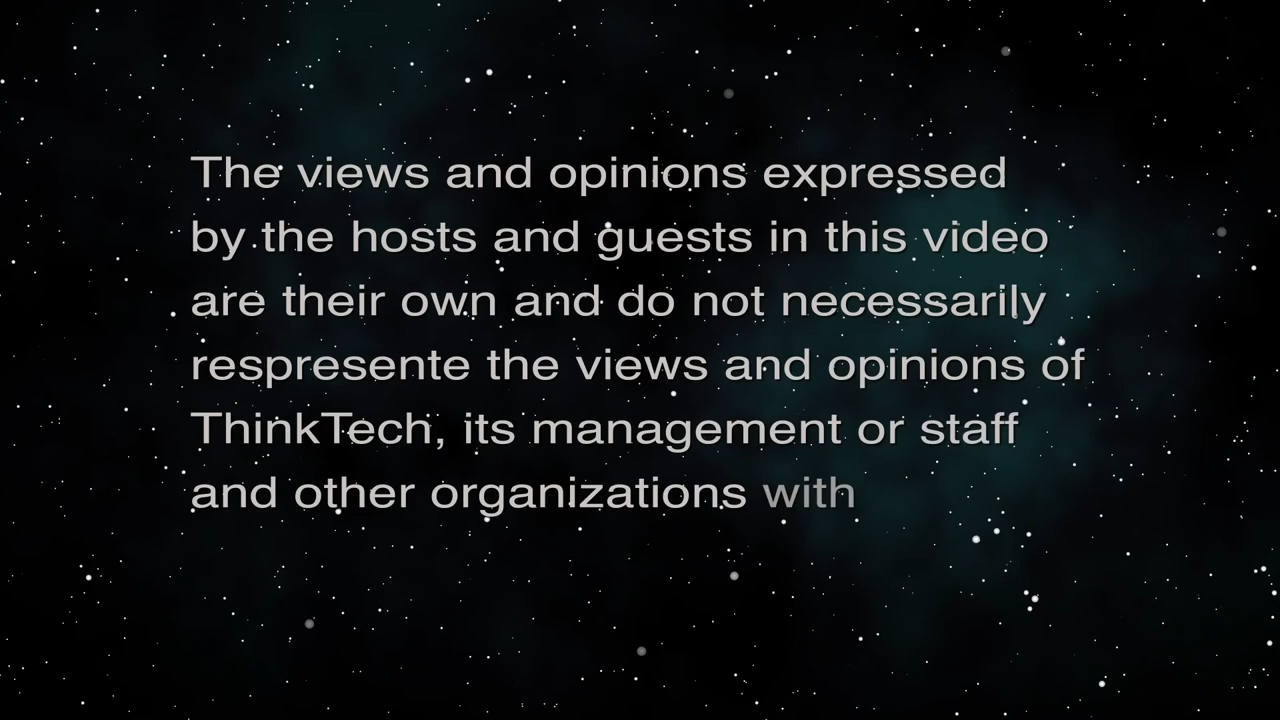 The views and opinions expressed
by the hosts and guests in this video
are their own and do not necessarily
respresente the views and opinions of
ThinkTech, its management or staff
and other organizations with